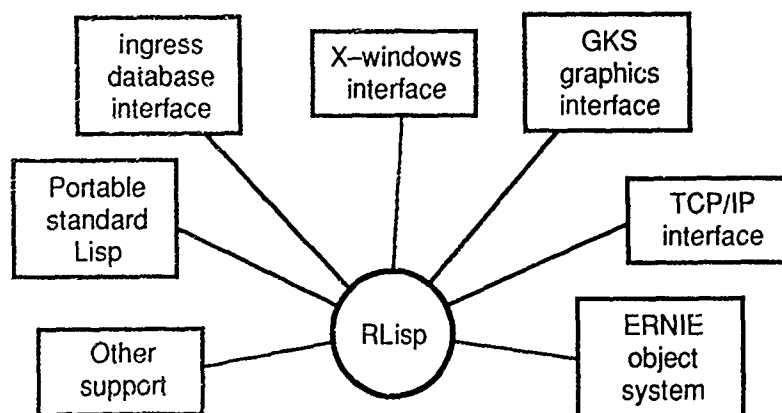 ingress
database
interface
X–windows
interface
GKS
graphics
interface
Portable
standard
Lisp
TCP/IP
interface
RLisp
Other
support
ERNIE
object
system